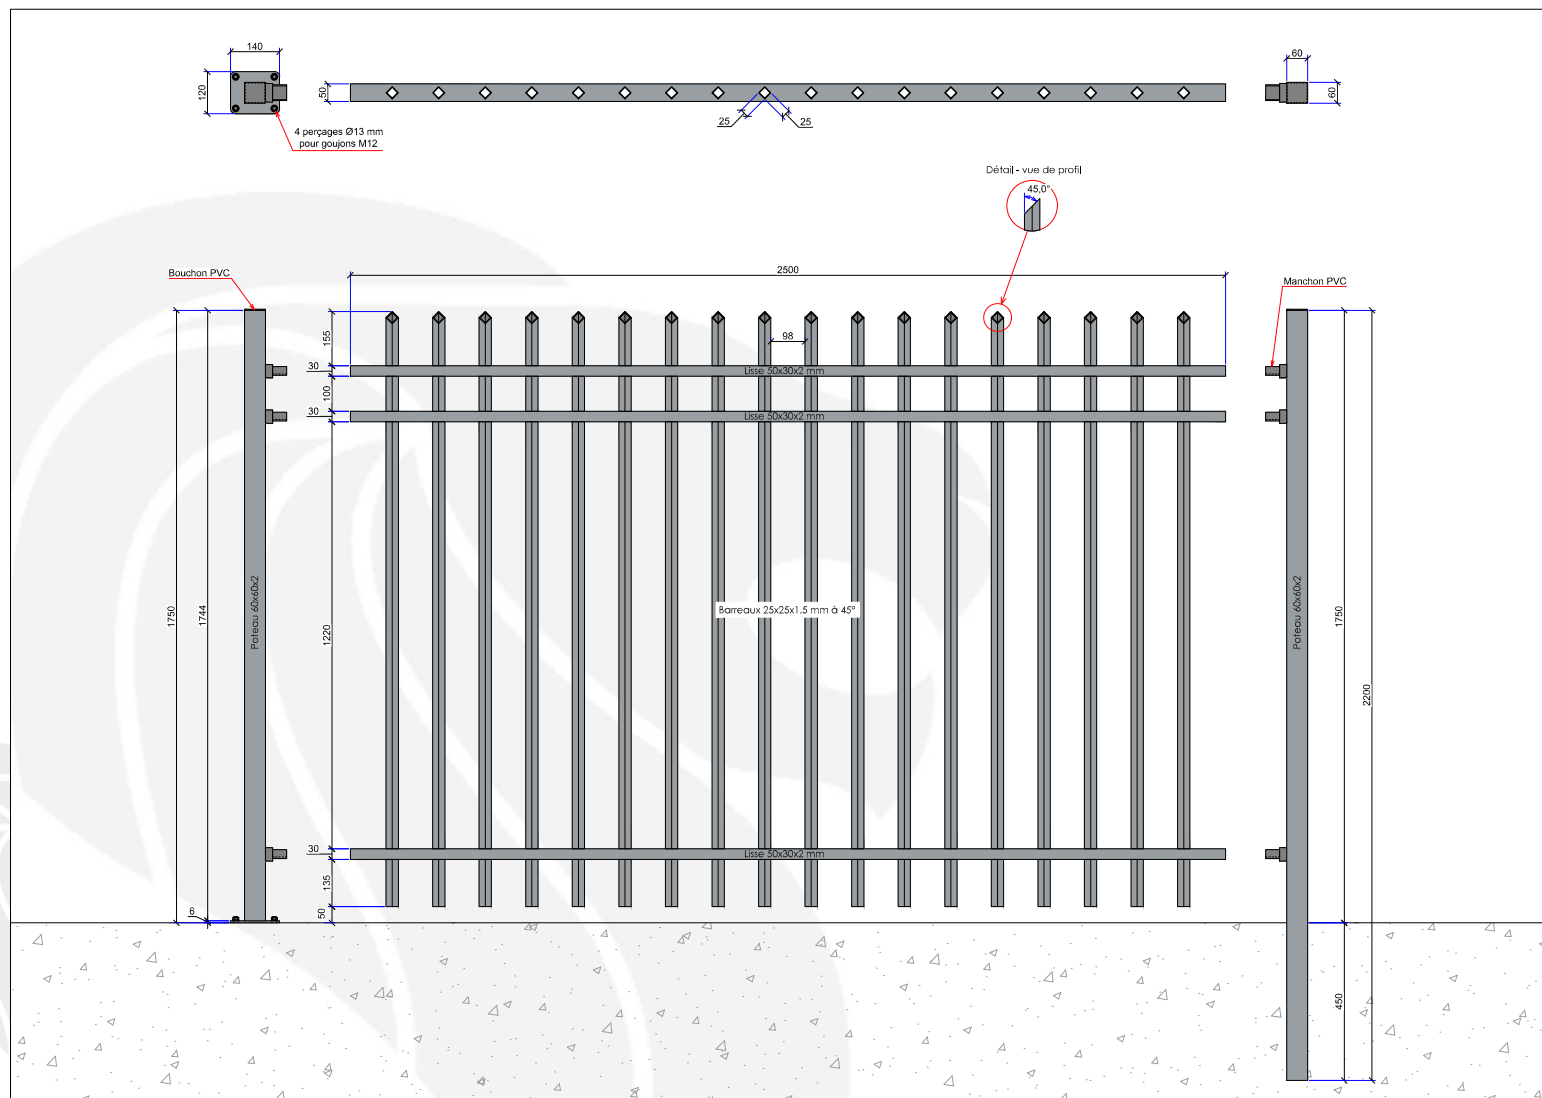 140
120
4 perçages Ø13 mm
pour goujons M12
50
25
25
60
60
Détail - vue de profil
45,0°
Bouchon PVC
2500
Manchon PVC
155
98
30
Lisse 50x30x2 mm
100
30
Lisse 50x30x2 mm
1750
1744
Poteau 60x60x2
1220
Barreaux 25x25x1.5 mm à 45°
Poteau 60x60x2
1750
2200
30
Lisse 50x30x2 mm
135
6
50
450